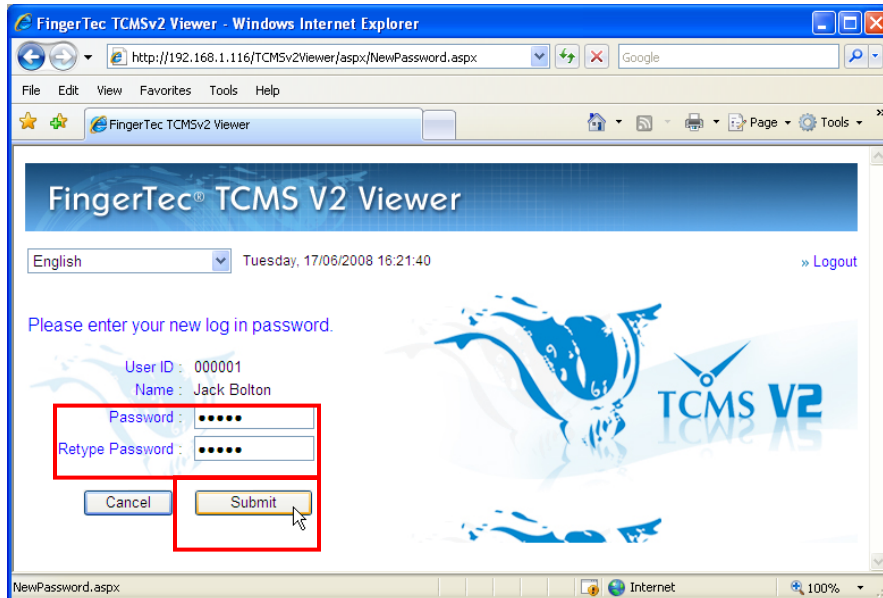 FingerTec TCMSv2 Viewer - Windows Internet Explorer
http://192.168.1.116/TCMSv2Viewer/aspx/NewPassword.aspx Google
File Edit View Favorites Tools Help
FingerTec TCMSv2 Viewer Page Tools »
FingerTec® TCMS V2 Viewer
English Tuesday, 17/06/2008 16:21:40 » Logout
Please enter your new log in password.
User ID : 000001
Name : Jack Bolton
Password : •••••
Retype Password : •••••
TCMS V2
Cancel Submit
NewPassword.aspx Internet 100%